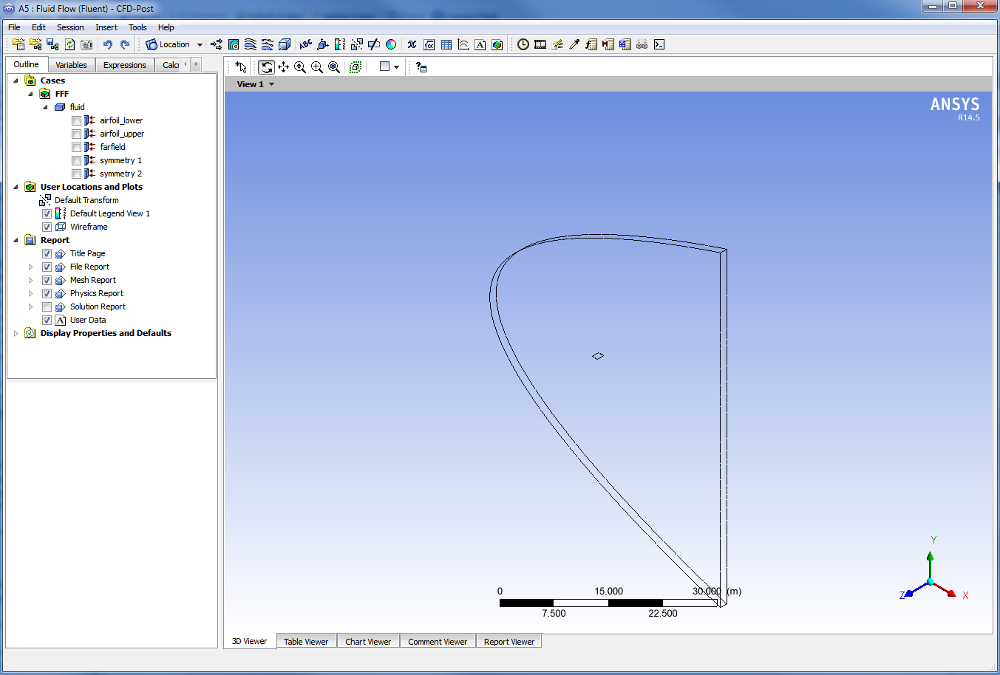 A5 : Fluid Flow (Fluent) - CFD-Post
File Edit Session Insert Tools Help
Location
Outline Variables Expressions Calcu
View 1
Cases
FFF
fluid
airfoil_lower
airfoil_upper
farfield
symmetry 1
symmetry 2
User Locations and Plots
Default Transform
Default Legend View 1
Wireframe
Report
Title Page
File Report
Mesh Report
Physics Report
Solution Report
User Data
Display Properties and Defaults
ANSYS
R14.5
0 15.000 30.000 (m)
7.500 22.500
Y
Z X
3D Viewer Table Viewer Chart Viewer Comment Viewer Report Viewer